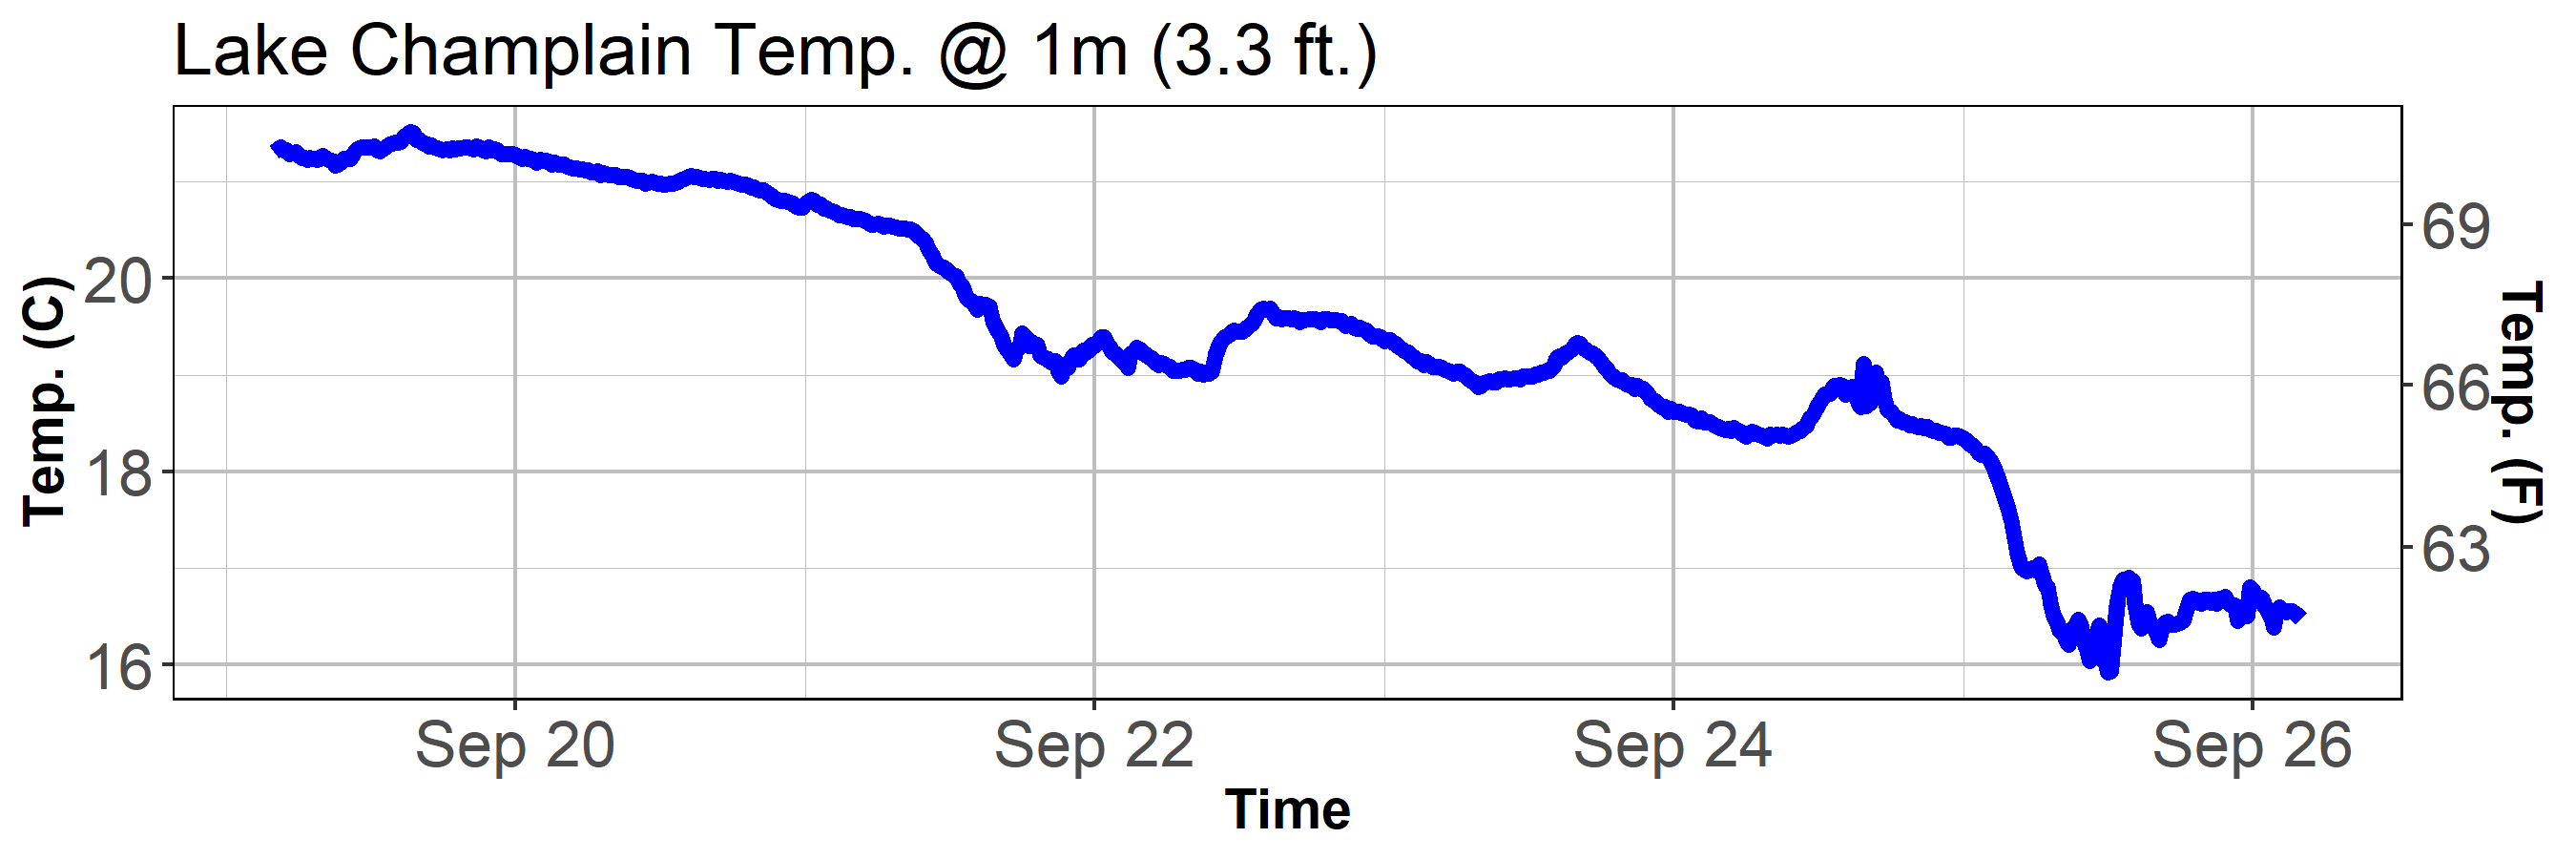 Lake Champlain Temp. @ 1m (3.3 ft.)
Temp. (C)
20
18
16
69
66
63
Temp. (F)
Sep 20
Sep 22
Sep 24
Sep 26
Time